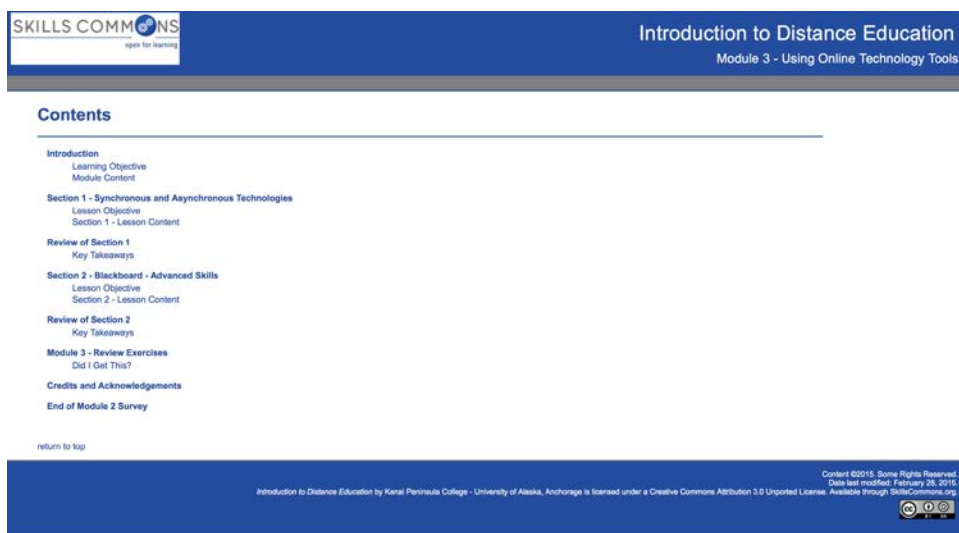 SKILLS COMMONS
open for learning
Introduction to Distance Education
Module 3 - Using Online Technology Tools
Contents
Introduction
Learning Objective
Module Content
Section 1 - Synchronous and Asynchronous Technologies
Lesson Objective
Section 1 - Lesson Content
Review of Section 1
Key Takeaways
Section 2 - Blackboard - Advanced Skills
Lesson Objective
Section 2 - Lesson Content
Review of Section 2
Key Takeaways
Module 3 - Review Exercises
Did I Get This?
Credits and Acknowledgements
End of Module 2 Survey
return to top
Content ©2015. Some Rights Reserved.
Date last modified: February 28, 2015.
Introduction to Distance Education by Kenai Peninsula College - University of Alaska, Anchorage is licensed under a Creative Commons Attribution 3.0 Unported License. Available through SkillsCommons.org.
cc
BY SA